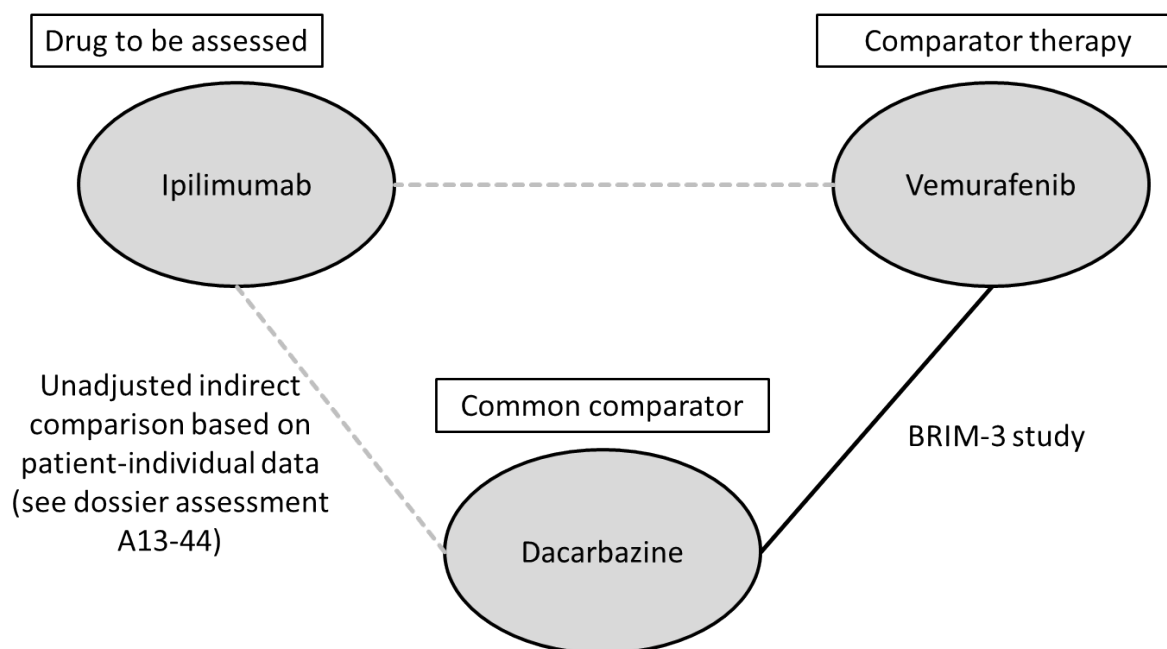 Drug to be assessed
Comparator therapy
Ipilimumab
Vemurafenib
Unadjusted indirect
comparison based on
patient-individual data
(see dossier assessment
A13-44)
Common comparator
BRIM-3 study
Dacarbazine